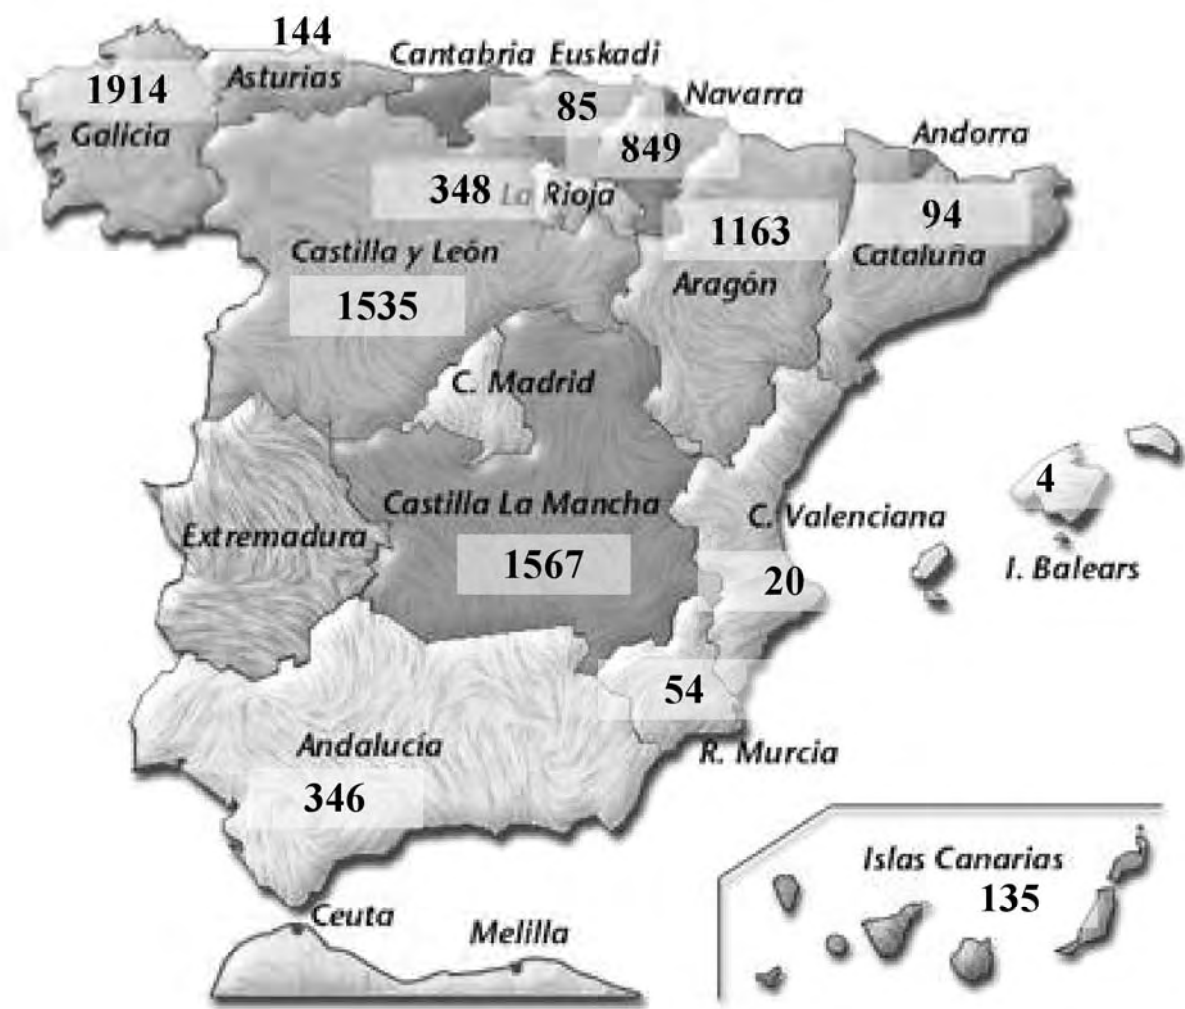 144
Cantabria Euskadi
1914
Asturias
85
Navarra
Galicia
849
Andorra
348 La Rioja
1163
94
Castilla y León
Cataluña
Aragón
1535
C. Madrid
4
Castilla La Mancha
C. Valenciana
Extremadura
1567
20
I. Balears
54
Andalucía
R. Murcia
346
Islas Canarias
135
Ceuta
Melilla